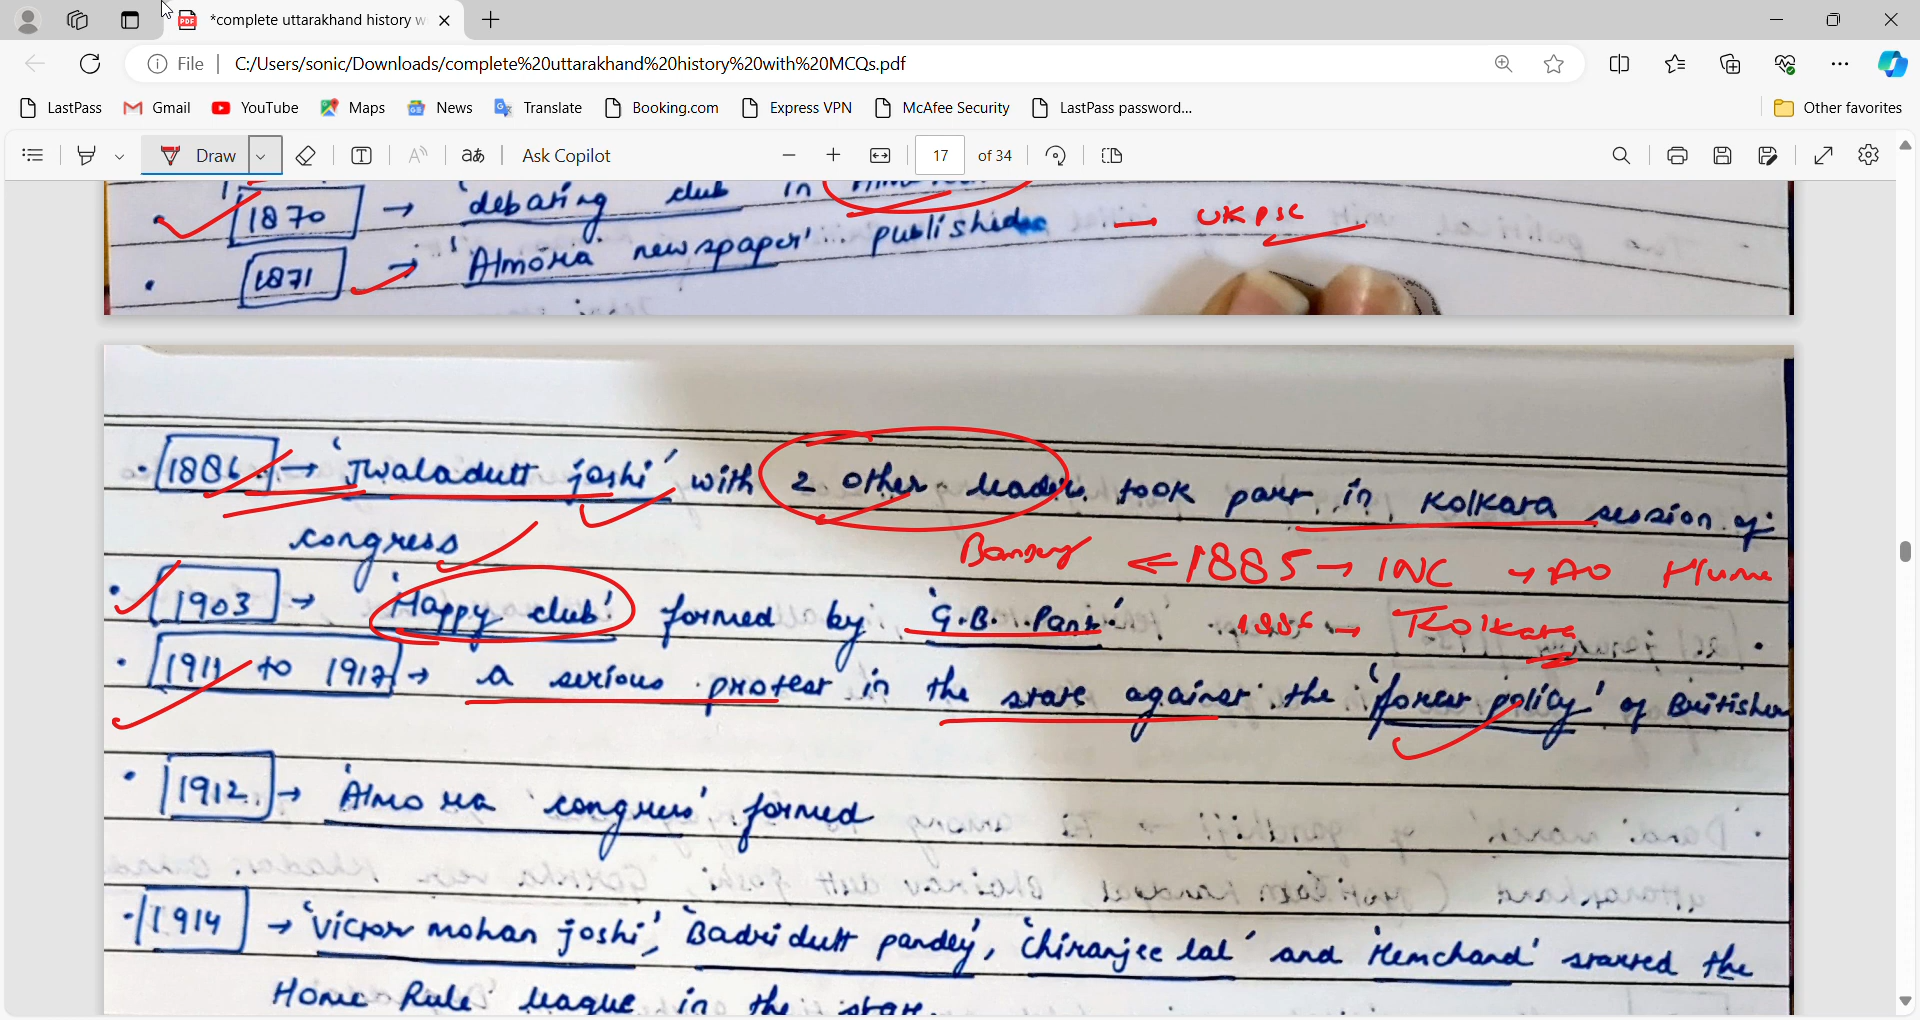 *complete uttarakhand history w
File
C:/Users/sonic/Downloads/complete%20uttarakhand%20history%20with%20MCQs.pdf
LastPass Gmail YouTube Maps News Translate Booking.com Express VPN McAfee Security LastPass password... Other favorites
Draw Ask Copilot 17 of 34
• 1870 → 'debating club in
• 1871 → 'Almora newspaper' published — UKPSC
• 1886 → 'Jwaladutt joshi' with 2 other leaders took part in Kolkata session of
congress
← 1885 → INC → AO Hume
• 1903 → 'Happy club' formed by 'G.B. Pant'
1886 → Kolkata
• 1911 to 1917 → a serious protest in the state against the 'forest policy' of Britishers
• 1912 → 'Almora congress' formed
• 1914 → 'Victor mohan joshi', 'Badri dutt pandey', 'Chiranjee lal' and 'Hemchand' started the
Home Rule league in the state.